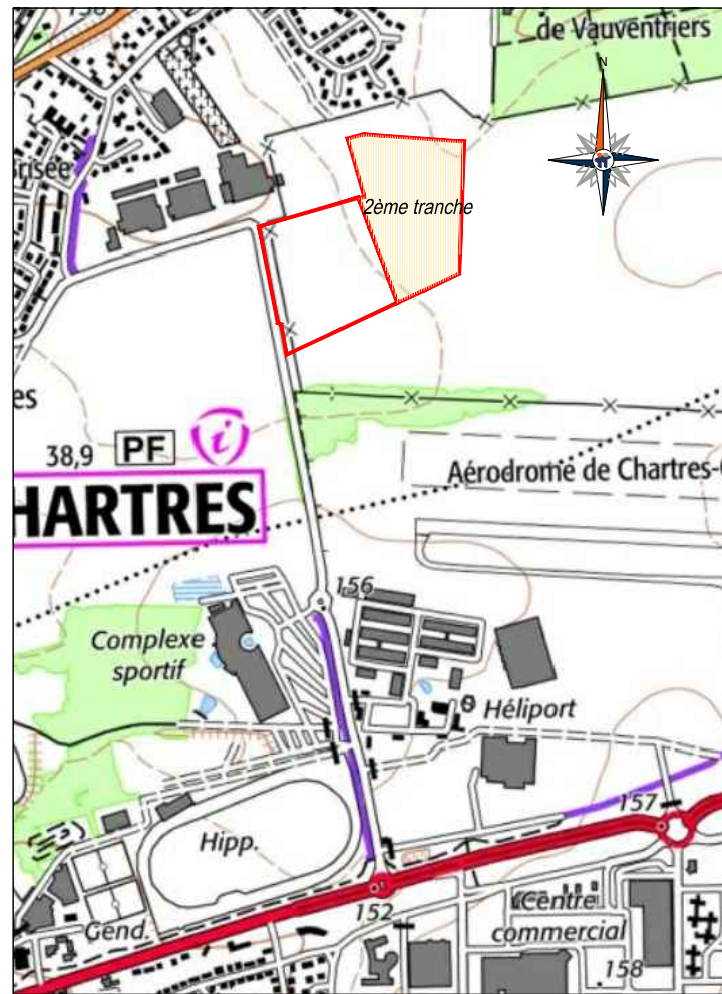 de Vauventriers
N
2ème tranche
es
38,9 PF i
HARTRES
Aérodrome de Chartres-
156
Complexe
sportif
Héliport
157
Hipp.
Gend.
152
Centre
commercial
158